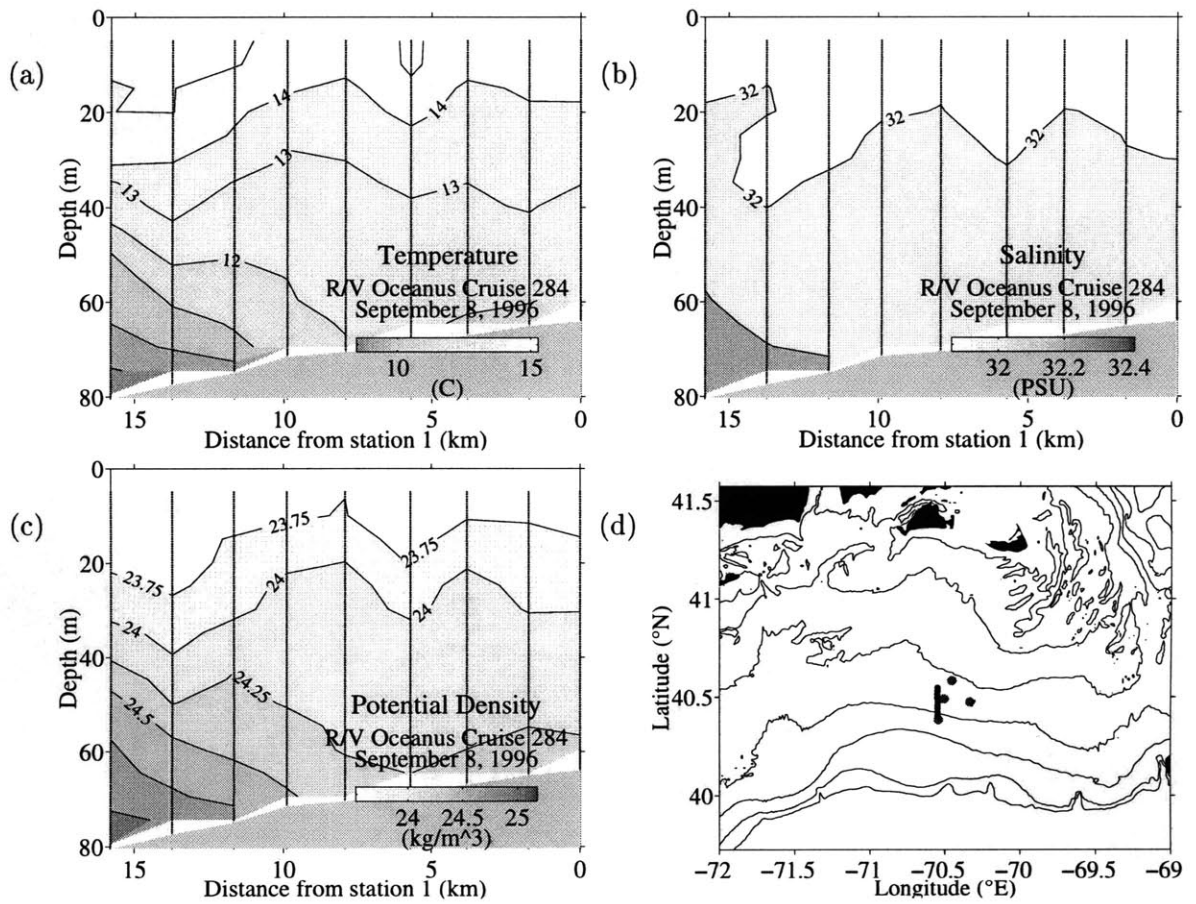 (a)
0
20
40
60
80
Depth (m)
14
14
13
13
13
12
Temperature
R/V Oceanus Cruise 284
September 8, 1996
10 15
(C)
15 10 5 0
Distance from station 1 (km)
(b)
0
20
40
60
80
Depth (m)
32
32
32
32
Salinity
R/V Oceanus Cruise 284
September 8, 1996
32 32.2 32.4
(PSU)
15 10 5 0
Distance from station 1 (km)
(c)
0
20
40
60
80
Depth (m)
23.75
23.75
23.75
24
24
24
24.25
24.5
Potential Density
R/V Oceanus Cruise 284
September 8, 1996
24 24.5 25
(kg/m^3)
15 10 5 0
Distance from station 1 (km)
(d)
41.5
41
40.5
40
Latitude (°N)
−72 −71.5 −71 −70.5 −70 −69.5 −69
Longitude (°E)